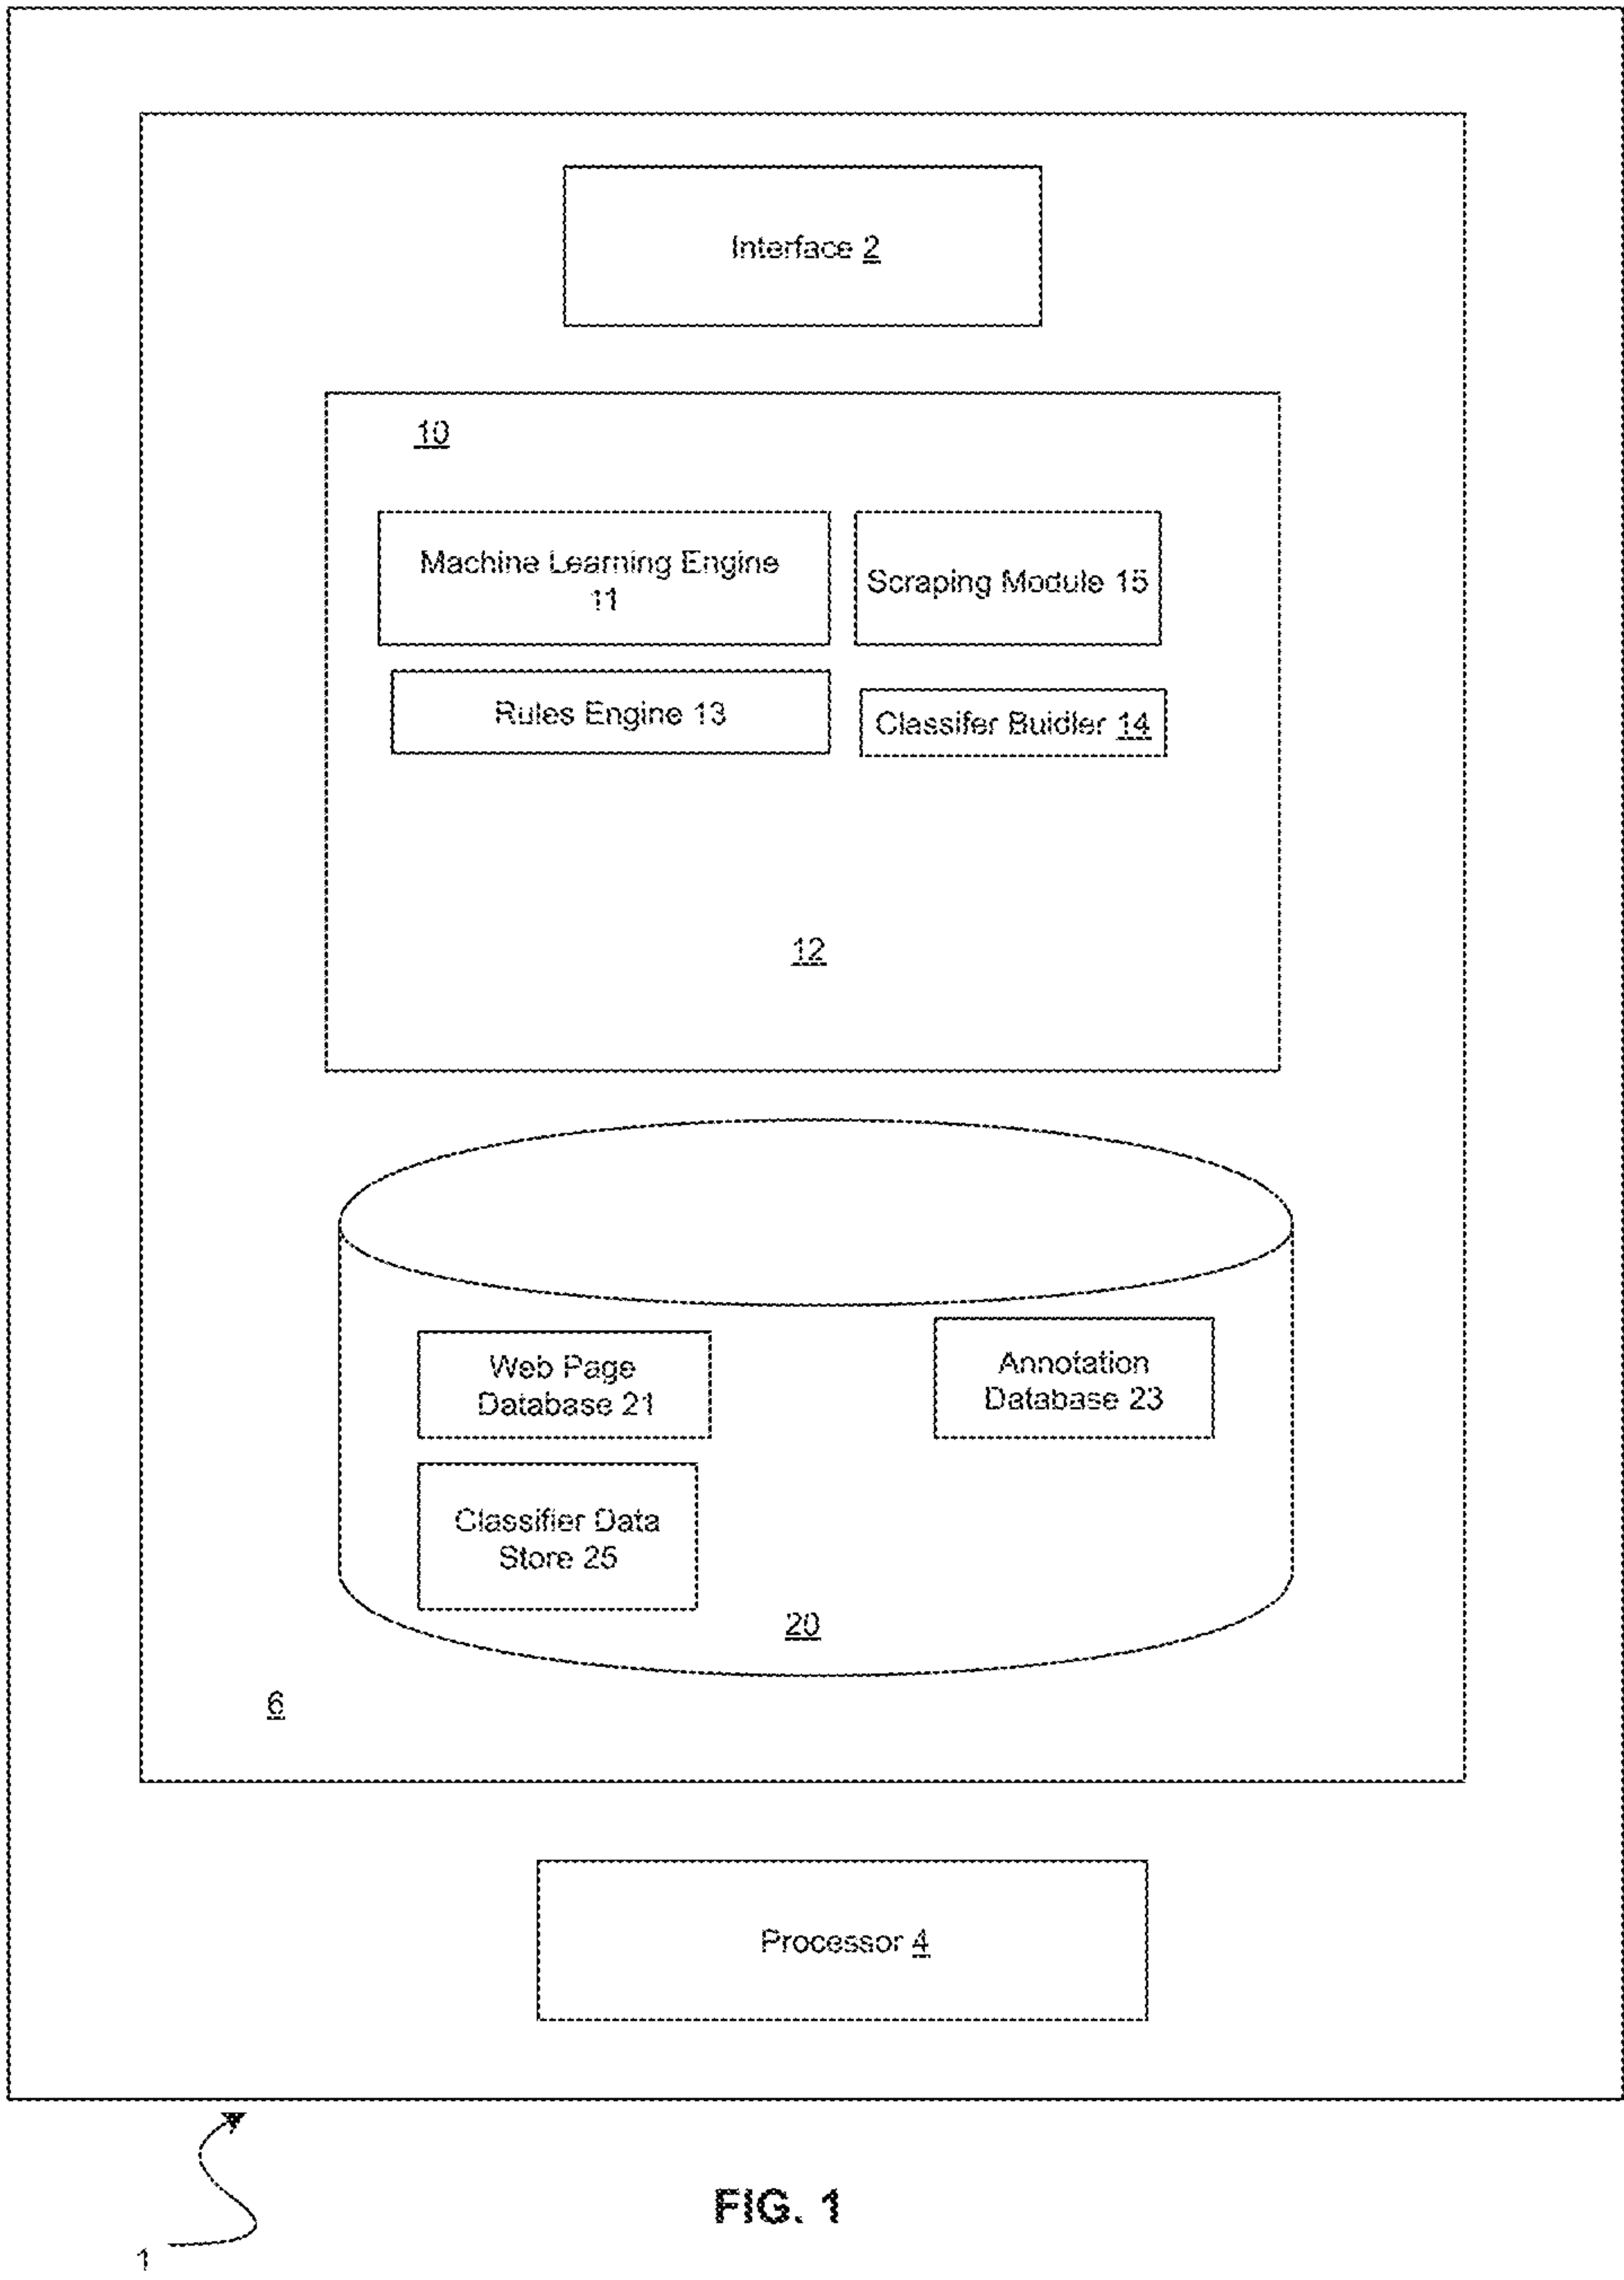 Interface 2
10
Machine Learning Engine
11
Scraping Module 15
Rules Engine 13
Classifer Buidler 14
12
Web Page
Database 21
Annotation
Database 23
Classifier Data
Store 25
20
6
Processor 4
1
FIG. 1